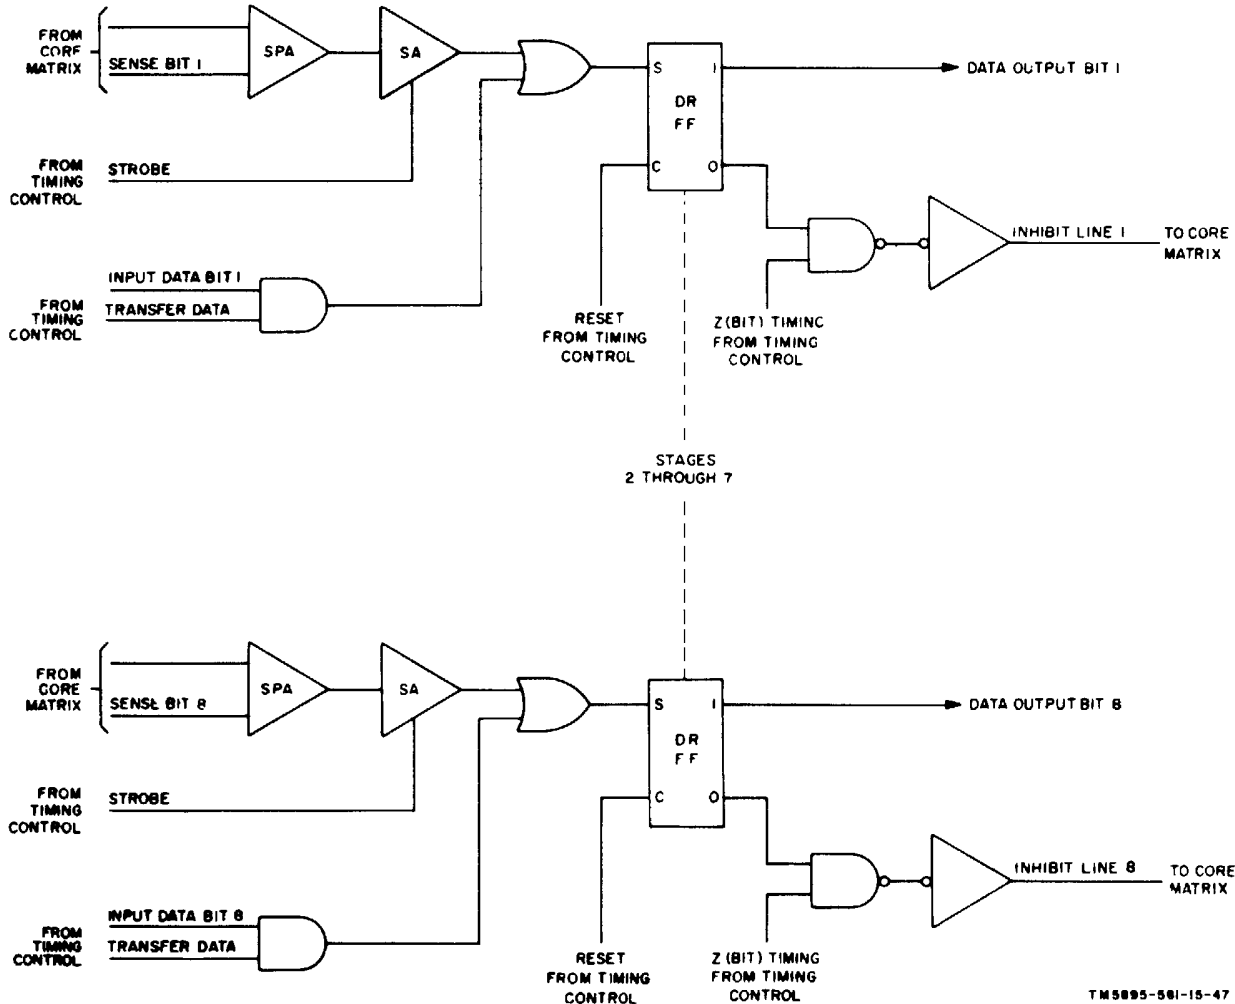 FROM
CORE
MATRIX
SENSE BIT 1
SPA
SA
S 1
DR
FF
C 0
DATA OUTPUT BIT 1
FROM
TIMING
CONTROL
STROBE
INHIBIT LINE 1
TO CORE
MATRIX
INPUT DATA BIT 1
FROM
TIMING
CONTROL
TRANSFER DATA
RESET
FROM TIMING
CONTROL
Z(BIT) TIMING
FROM TIMING
CONTROL
STAGES
2 THROUGH 7
FROM
CORE
MATRIX
SENSE BIT 8
SPA
SA
S 1
DR
FF
C 0
DATA OUTPUT BIT 8
FROM
TIMING
CONTROL
STROBE
INHIBIT LINE 8
TO CORE
MATRIX
INPUT DATA BIT 8
FROM
TIMING
CONTROL
TRANSFER DATA
RESET
FROM TIMING
CONTROL
Z(BIT) TIMING
FROM TIMING
CONTROL
TM5895-581-15-47